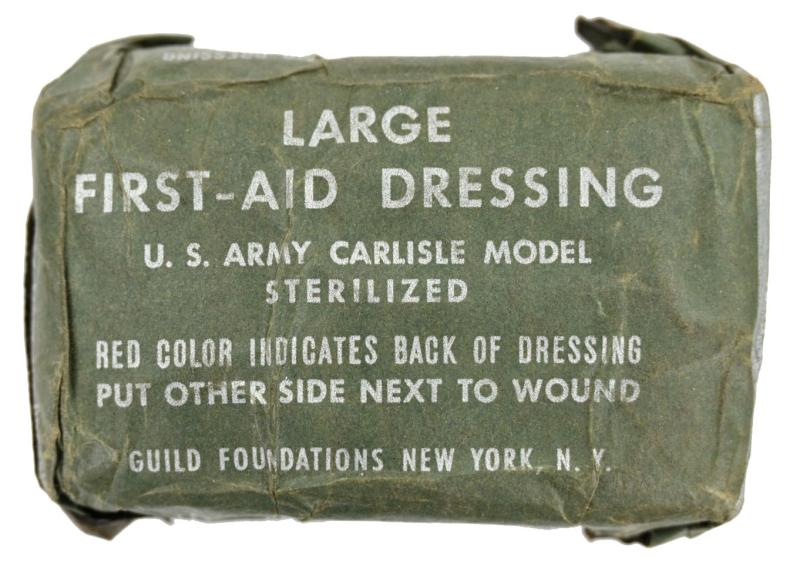 DRESSING
LARGE
FIRST-AID DRESSING
U. S. ARMY CARLISLE MODEL
STERILIZED
RED COLOR INDICATES BACK OF DRESSING
PUT OTHER SIDE NEXT TO WOUND
GUILD FOUNDATIONS NEW YORK, N. Y.